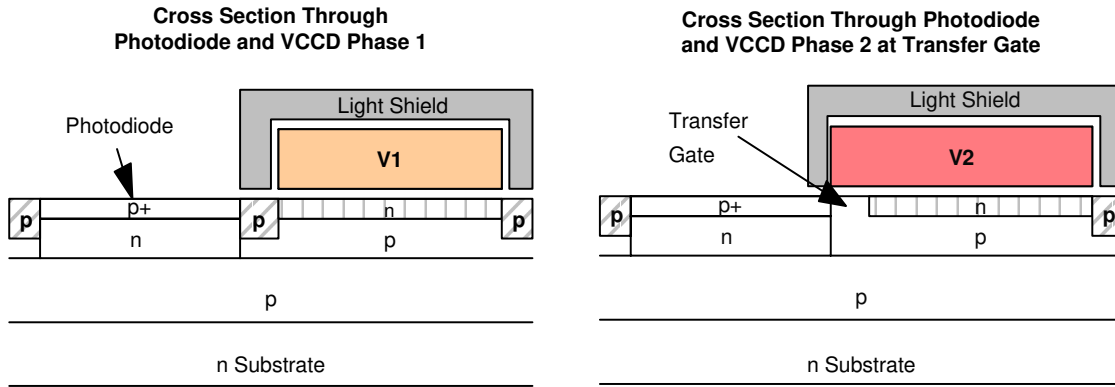 Cross Section Through
Photodiode and VCCD Phase 1
Light Shield
Photodiode
V1
p
p+
p
n
p
n
p
p
n Substrate
Cross Section Through Photodiode
and VCCD Phase 2 at Transfer Gate
Light Shield
Transfer
Gate
V2
p
p+
n
p
n
p
p
n Substrate